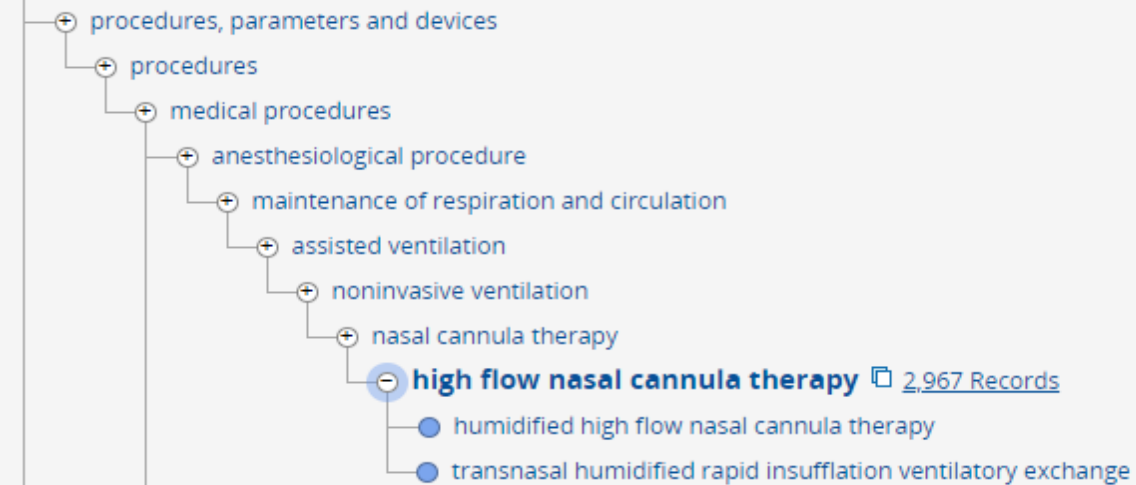 procedures, parameters and devices
procedures
medical procedures
anesthesiological procedure
maintenance of respiration and circulation
assisted ventilation
noninvasive ventilation
nasal cannula therapy
high flow nasal cannula therapy 2,967 Records
humidified high flow nasal cannula therapy
transnasal humidified rapid insufflation ventilatory exchange